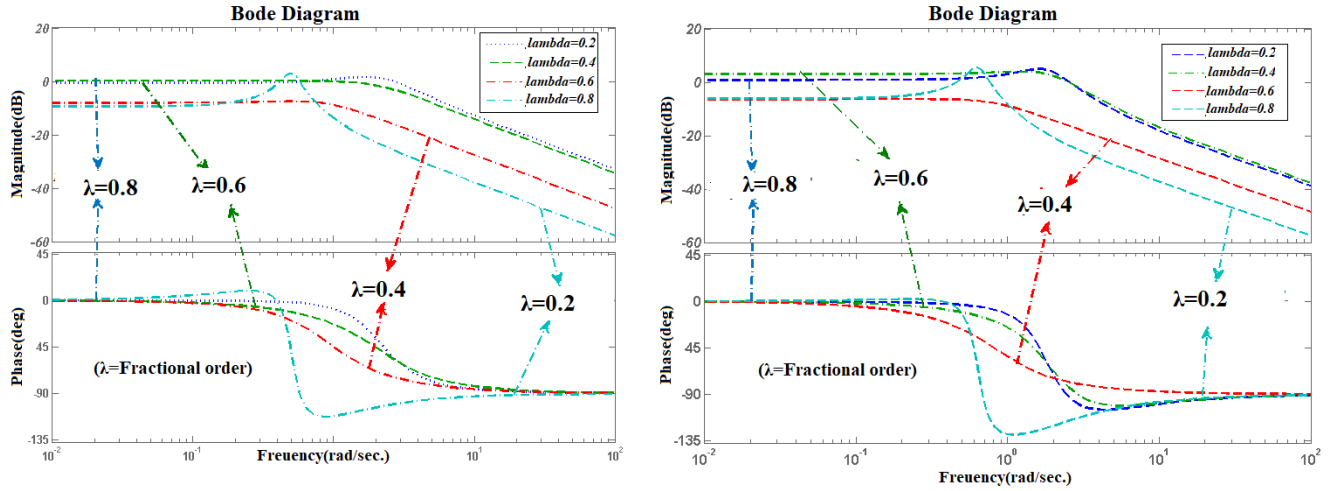 Bode Diagram
20
0
-20
-40
-60
Magnitude(dB)
lambda=0.2
lambda=0.4
lambda=0.6
lambda=0.8
λ=0.8
λ=0.6
λ=0.4
λ=0.2
45
0
45
-90
-135
Phase(deg)
(λ=Fractional order)
10-2
10-1
100
101
102
Freuency(rad/sec.)
Bode Diagram
20
0
-20
-40
-60
Magnitude(dB)
lambda=0.2
lambda=0.4
lambda=0.6
lambda=0.8
λ=0.8
λ=0.6
λ=0.4
λ=0.2
45
0
45
-90
-135
Phase(deg)
(λ=Fractional order)
10-2
10-1
100
101
102
Freuency(rad/sec.)